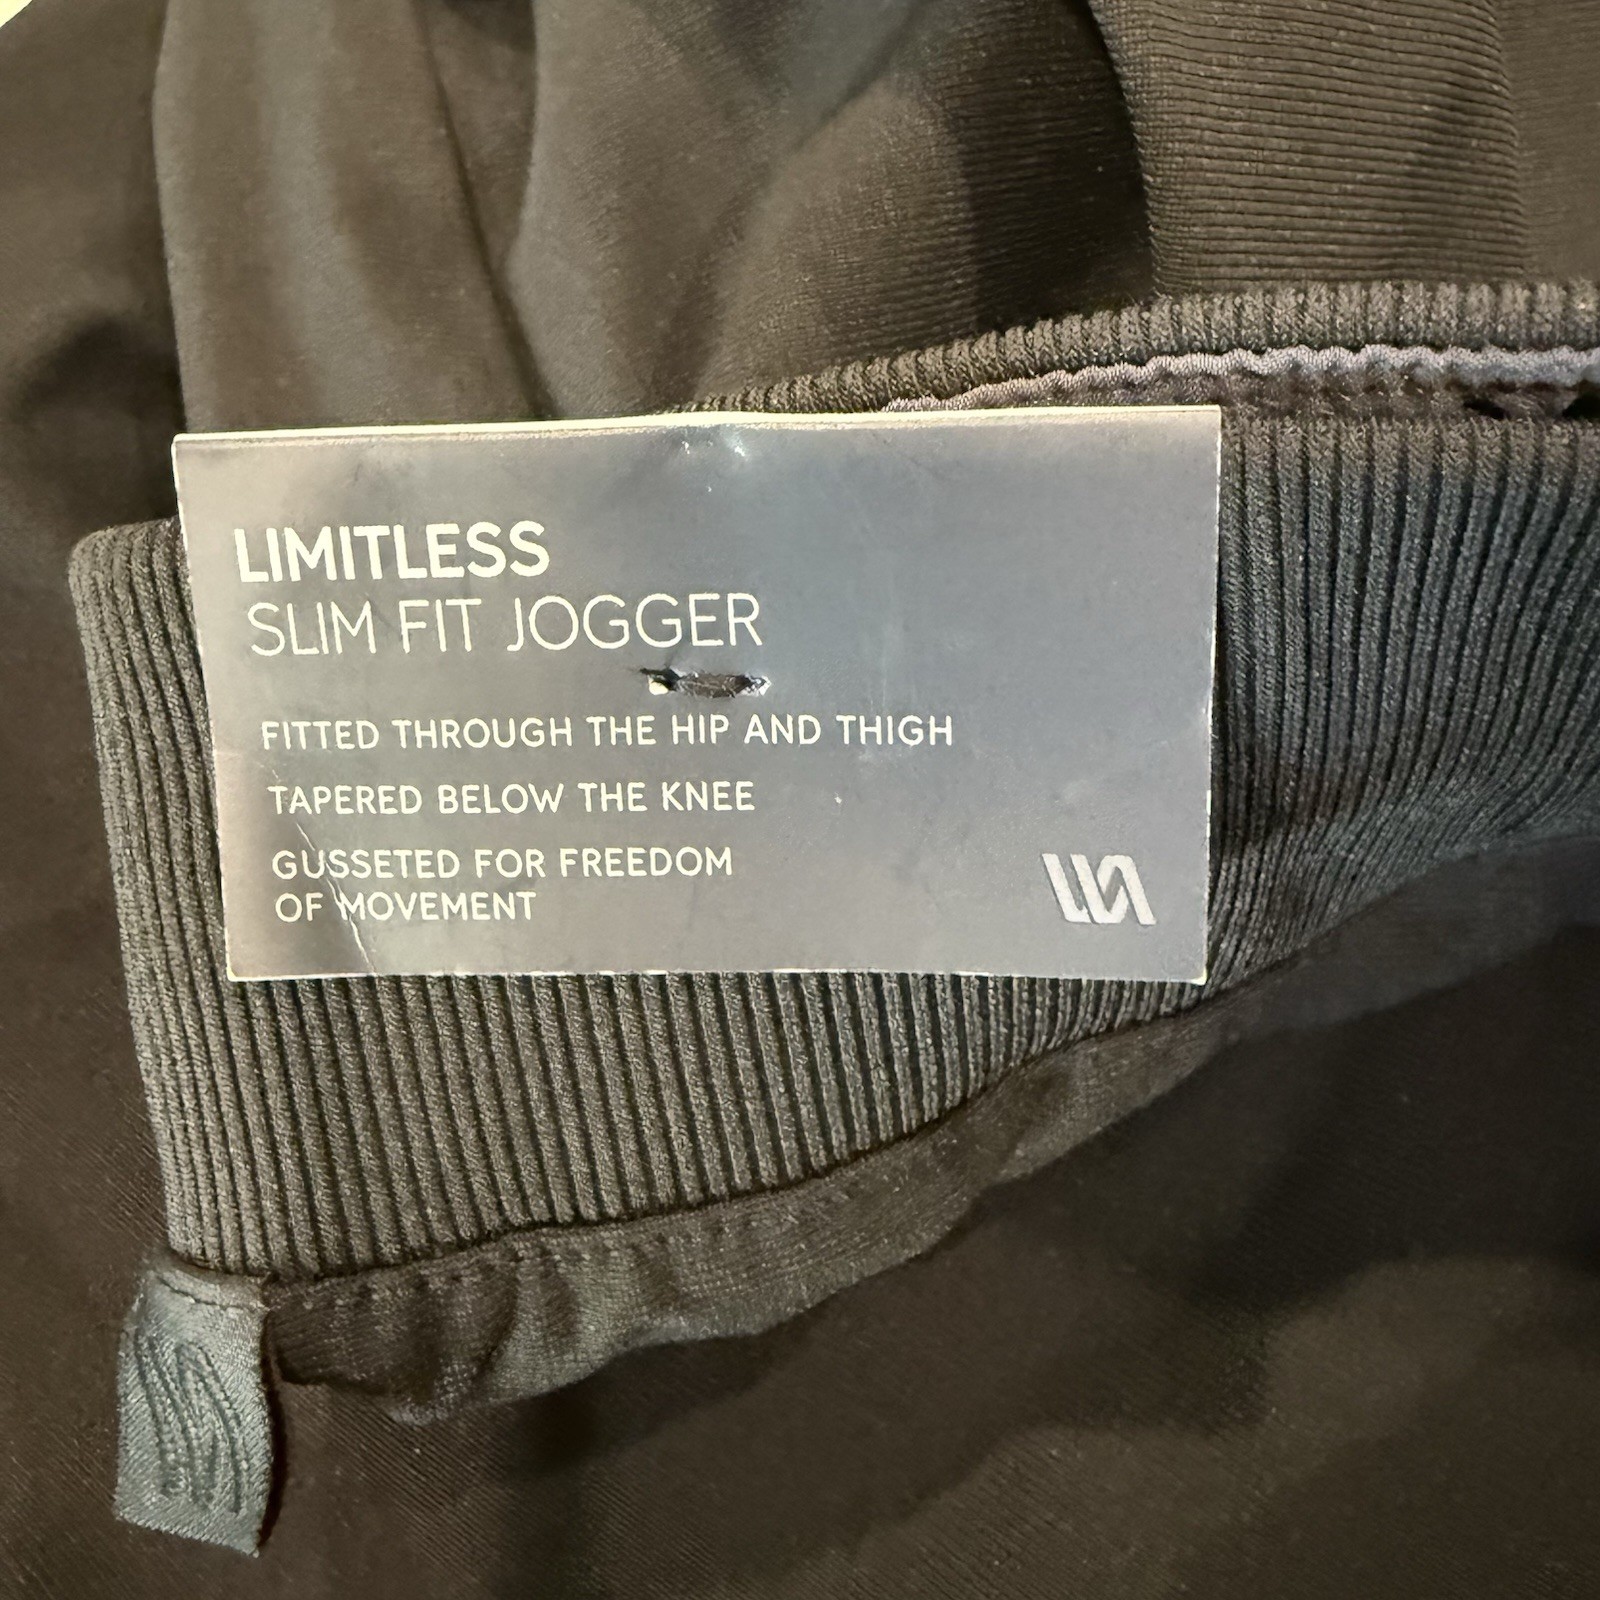 LIMITLESS
SLIM FIT JOGGER
FITTED THROUGH THE HIP AND THIGH
TAPERED BELOW THE KNEE
GUSSETED FOR FREEDOM
OF MOVEMENT